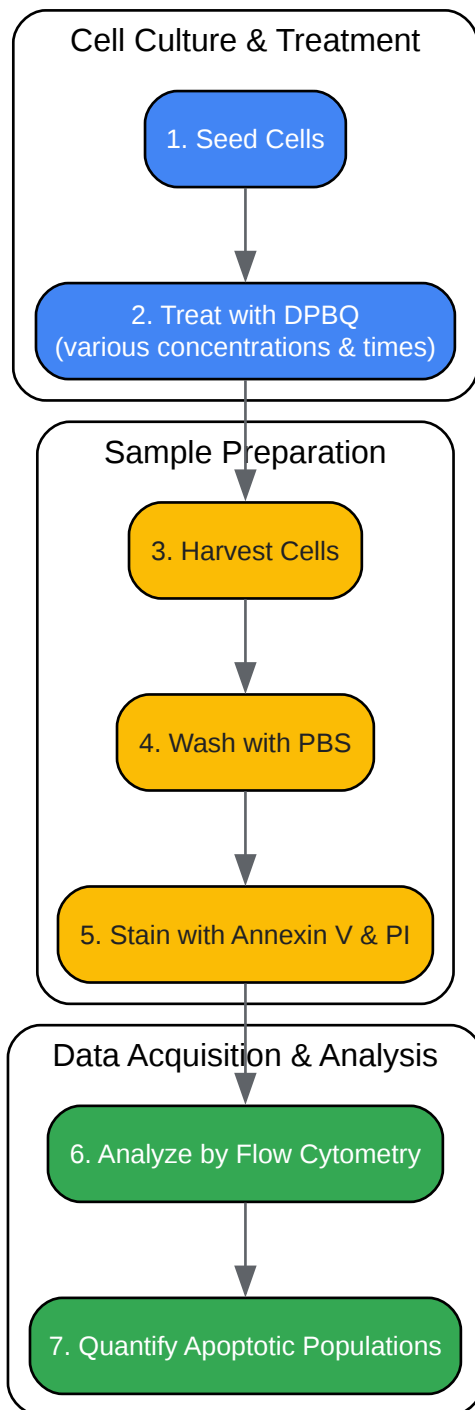 Cell Culture & Treatment
1. Seed Cells
2. Treat with DPBQ
(various concentrations & times)
Sample Preparation
3. Harvest Cells
4. Wash with PBS
5. Stain with Annexin V & PI
Data Acquisition & Analysis
6. Analyze by Flow Cytometry
7. Quantify Apoptotic Populations